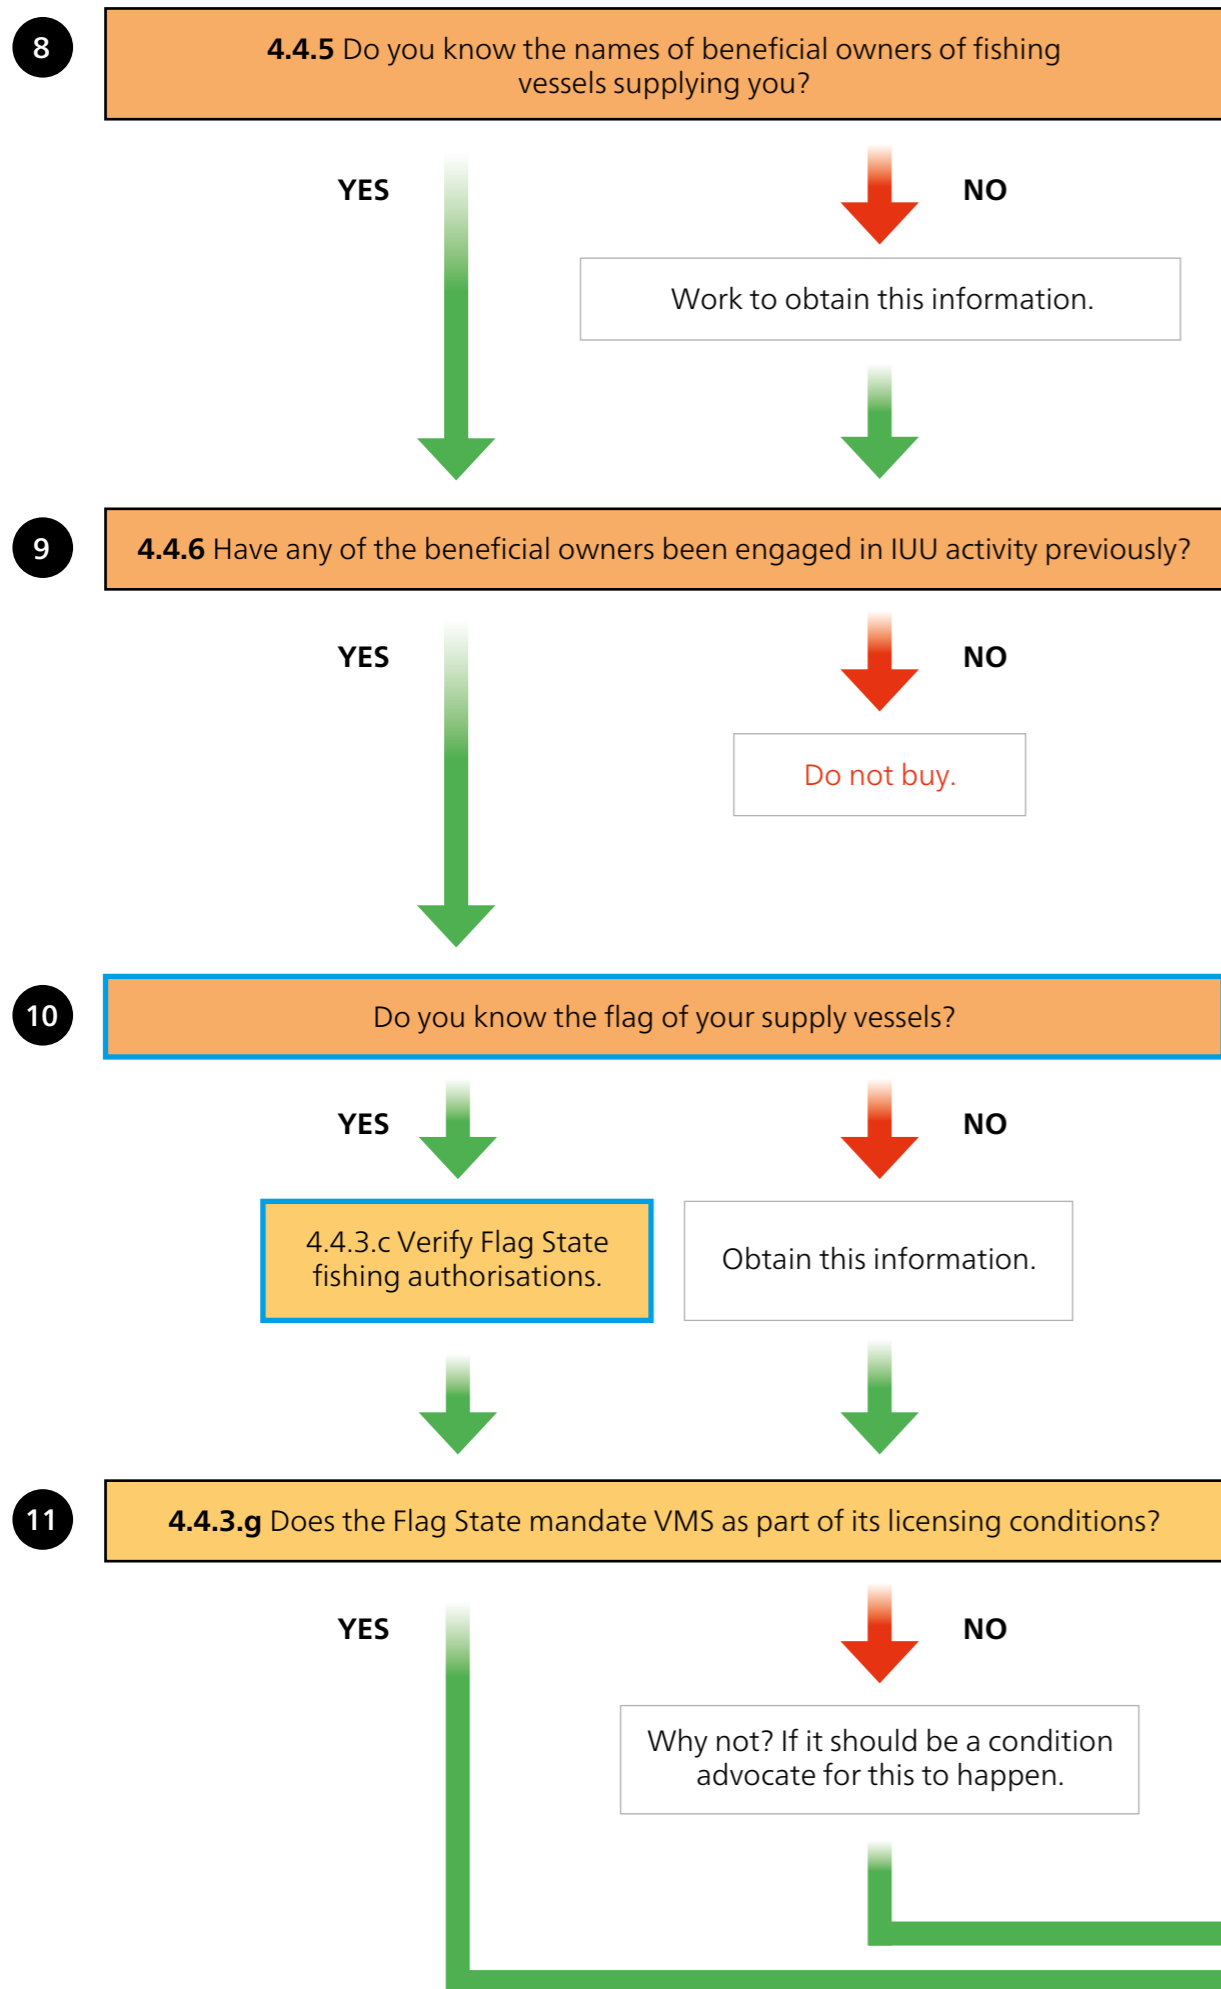 8
4.4.5 Do you know the names of beneficial owners of fishing
vessels supplying you?
YES
NO
Work to obtain this information.
9
4.4.6 Have any of the beneficial owners been engaged in IUU activity previously?
YES
NO
Do not buy.
10
Do you know the flag of your supply vessels?
YES
NO
4.4.3.c Verify Flag State
fishing authorisations.
Obtain this information.
11
4.4.3.g Does the Flag State mandate VMS as part of its licensing conditions?
YES
NO
Why not? If it should be a condition
advocate for this to happen.